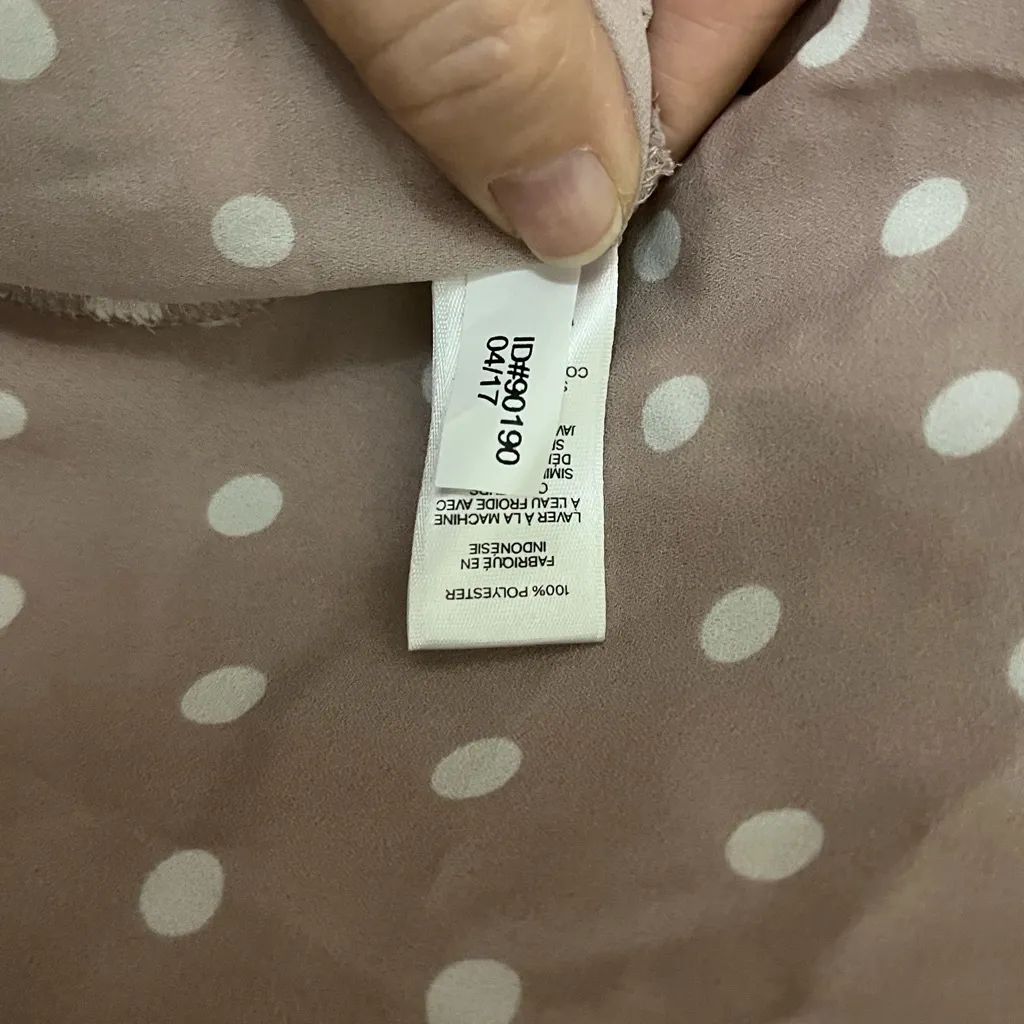 ID#90190
04/17
100% POLYESTER
FABRIQUÉ EN
INDONÉSIE
LAVER À LA MACHINE
À L'EAU FROIDE AVEC